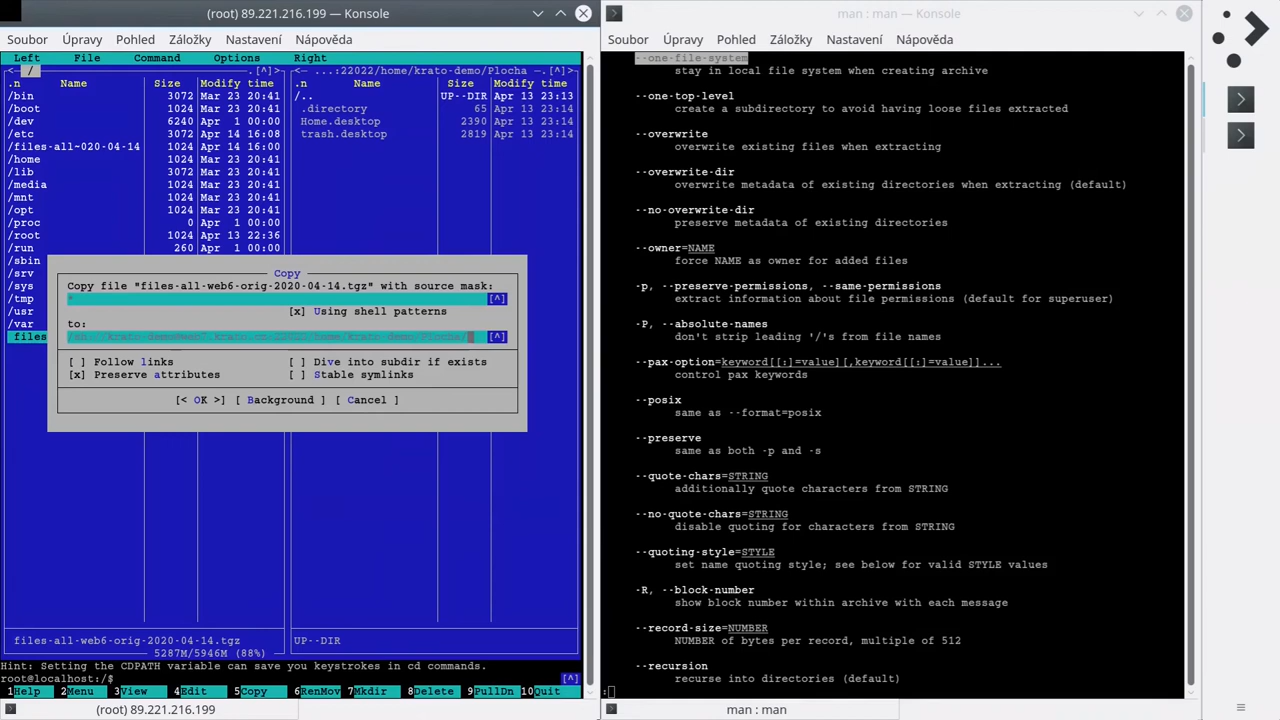 (root) 89.221.216.199 — Konsole
Soubor Úpravy Pohled Záložky Nastavení Nápověda
Left File Command Options Right
<─ / .[^]>
.n Name Size Modify time
/bin 3072 Mar 23 20:41
/boot 1024 Mar 23 20:41
/dev 6240 Apr 1 00:00
/etc 3072 Apr 14 16:08
/files-all~020-04-14 1024 Apr 14 16:00
/home 1024 Mar 23 20:41
/lib 3072 Mar 23 20:41
/media 1024 Mar 23 20:41
/mnt 1024 Mar 23 20:41
/opt 1024 Mar 23 20:41
/proc 0 Apr 1 00:00
/root 1024 Apr 13 22:36
/run 260 Apr 1 00:00
/sbin
/srv
/sys
/tmp
/usr
/var
files
<─ ...:22022/home/krato-demo/Plocha ─.[^]>
.n Name Size Modify time
/.. UP--DIR Apr 13 23:13
.directory 65 Apr 13 23:14
Home.desktop 2390 Apr 13 23:14
trash.desktop 2819 Apr 13 23:14
Copy
Copy file "files-all-web6-orig-2020-04-14.tgz" with source mask:
* [^]
[x] Using shell patterns
to:
[^]
[ ] Follow links [ ] Dive into subdir if exists
[x] Preserve attributes [ ] Stable symlinks
[< OK >] [ Background ] [ Cancel ]
files-all-web6-orig-2020-04-14.tgz UP--DIR
5287M/5946M (88%)
Hint: Setting the CDPATH variable can save you keystrokes in cd commands.
root@localhost:/$ [^]
1Help 2Menu 3View 4Edit 5Copy 6RenMov 7Mkdir 8Delete 9PullDn 10Quit
(root) 89.221.216.199
man : man — Konsole
Soubor Úpravy Pohled Záložky Nastavení Nápověda
--one-file-system
stay in local file system when creating archive
--one-top-level
create a subdirectory to avoid having loose files extracted
--overwrite
overwrite existing files when extracting
--overwrite-dir
overwrite metadata of existing directories when extracting (default)
--no-overwrite-dir
preserve metadata of existing directories
--owner=NAME
force NAME as owner for added files
-p, --preserve-permissions, --same-permissions
extract information about file permissions (default for superuser)
-P, --absolute-names
don't strip leading '/'s from file names
--pax-option=keyword[[:]=value][,keyword[[:]=value]]...
control pax keywords
--posix
same as --format=posix
--preserve
same as both -p and -s
--quote-chars=STRING
additionally quote characters from STRING
--no-quote-chars=STRING
disable quoting for characters from STRING
--quoting-style=STYLE
set name quoting style; see below for valid STYLE values
-R, --block-number
show block number within archive with each message
--record-size=NUMBER
NUMBER of bytes per record, multiple of 512
--recursion
recurse into directories (default)
:
man : man